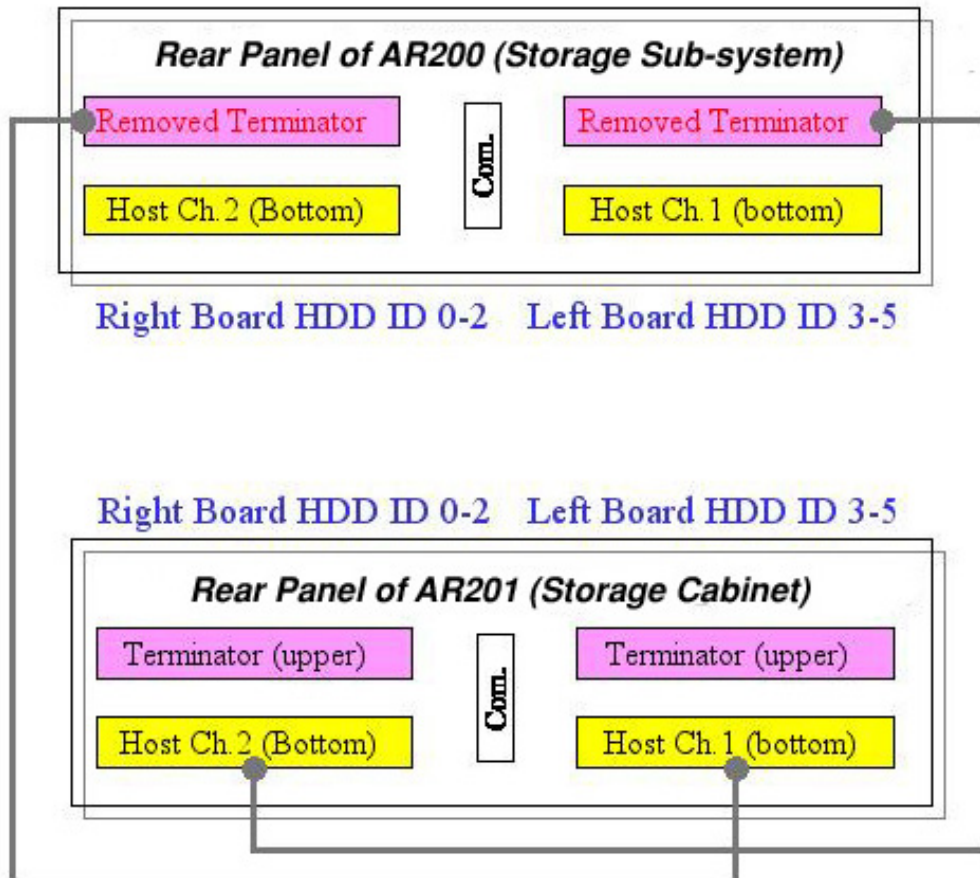 Rear Panel of AR200 (Storage Sub-system)
Removed Terminator
Removed Terminator
Com.
Host Ch.2 (Bottom)
Host Ch.1 (bottom)
Right Board HDD ID 0-2
Left Board HDD ID 3-5
Right Board HDD ID 0-2
Left Board HDD ID 3-5
Rear Panel of AR201 (Storage Cabinet)
Terminator (upper)
Terminator (upper)
Com.
Host Ch.2 (Bottom)
Host Ch.1 (bottom)